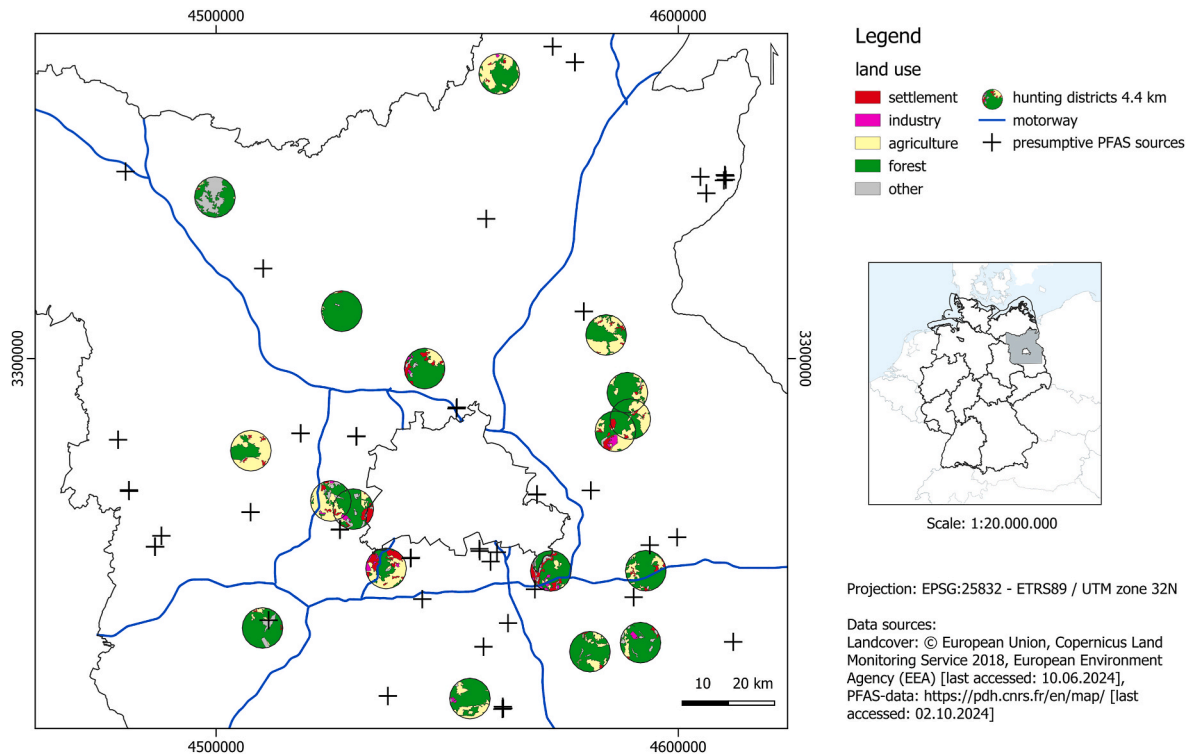 4500000
4600000
3300000
3300000
4500000
4600000
10
20 km
Legend
land use
settlement
industry
agriculture
forest
other
hunting districts 4.4 km
motorway
presumptive PFAS sources
Scale: 1:20.000.000
Projection: EPSG:25832 - ETRS89 / UTM zone 32N
Data sources:
Landcover: © European Union, Copernicus Land
Monitoring Service 2018, European Environment
Agency (EEA) [last accessed: 10.06.2024],
PFAS-data: https://pdh.cnrs.fr/en/map/ [last
accessed: 02.10.2024]